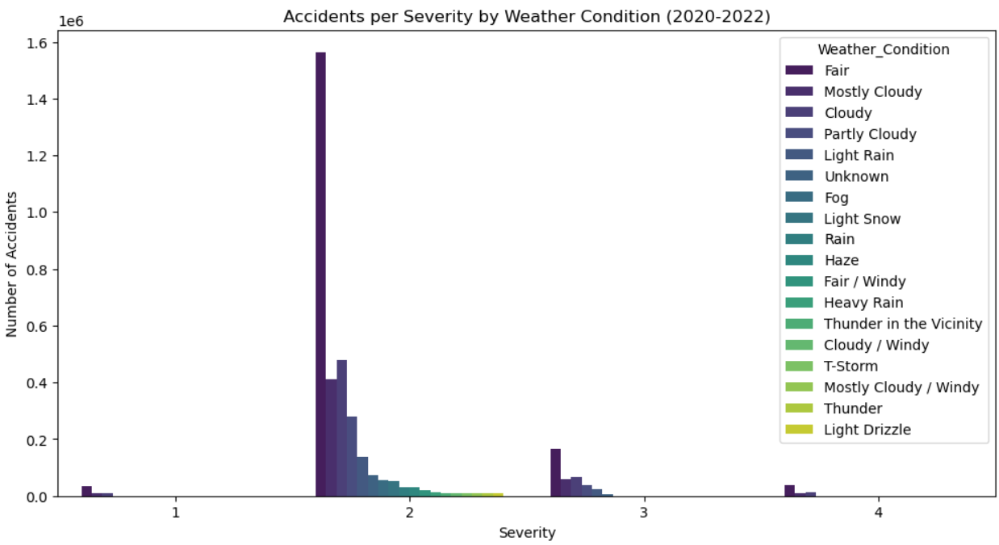 Accidents per Severity by Weather Condition (2020-2022)
1e6
1.6
1.4
1.2
1.0
0.8
0.6
0.4
0.2
0.0
Number of Accidents
Weather_Condition
Fair
Mostly Cloudy
Cloudy
Partly Cloudy
Light Rain
Unknown
Fog
Light Snow
Rain
Haze
Fair / Windy
Heavy Rain
Thunder in the Vicinity
Cloudy / Windy
T-Storm
Mostly Cloudy / Windy
Thunder
Light Drizzle
1
2
3
4
Severity